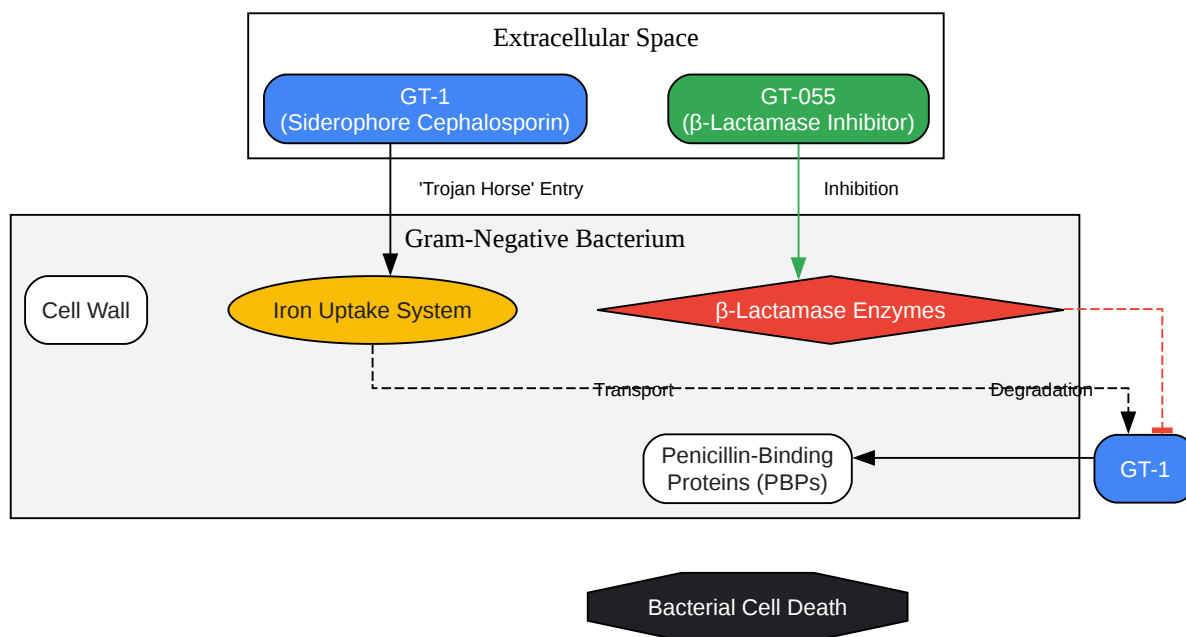 Extracellular Space
GT-1
(Siderophore Cephalosporin)
GT-055
(β-Lactamase Inhibitor)
'Trojan Horse' Entry
Inhibition
Gram-Negative Bacterium
Cell Wall
Iron Uptake System
β-Lactamase Enzymes
Transport
Degradation
Penicillin-Binding
Proteins (PBPs)
GT-1
Bacterial Cell Death